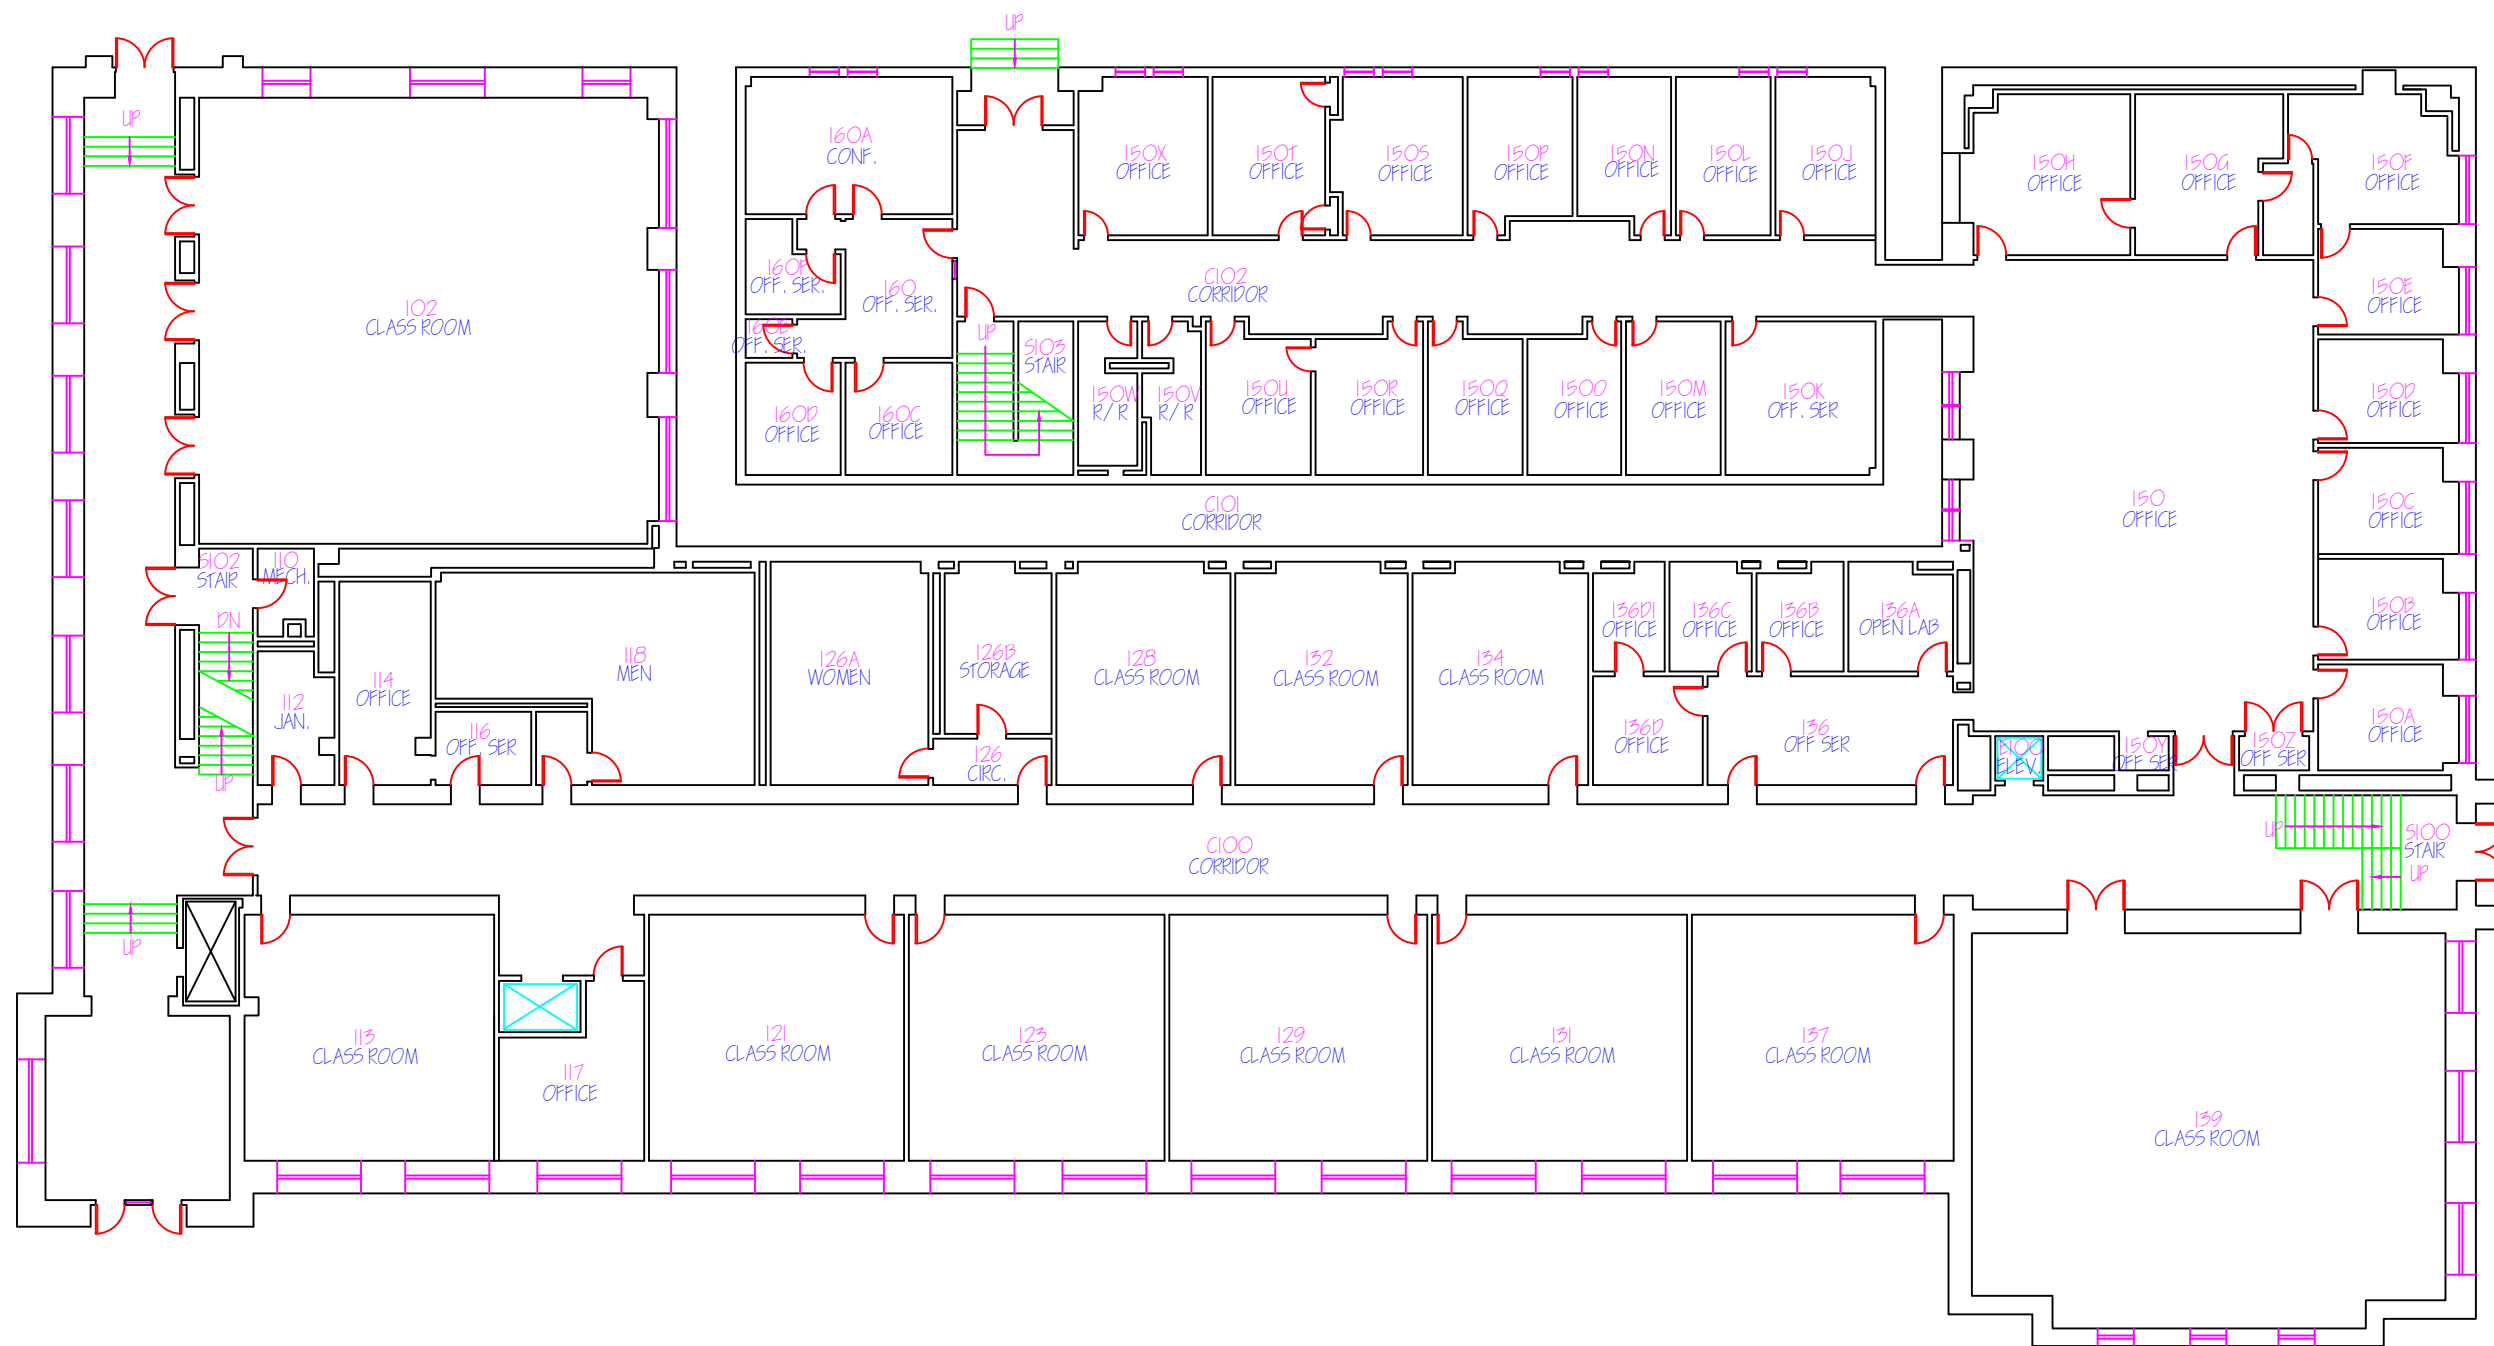 UP
UP
160A
CONF.
150X
OFFICE
150T
OFFICE
150S
OFFICE
150P
OFFICE
150N
OFFICE
150L
OFFICE
150J
OFFICE
150H
OFFICE
150G
OFFICE
150F
OFFICE
160F
OFF. SER.
160
OFF. SER.
C102
CORRIDOR
150E
OFFICE
102
CLASS ROOM
160E
OFF. SER.
UP
S103
STAIR
150W
R/R
150V
R/R
150U
OFFICE
150R
OFFICE
150Q
OFFICE
150O
OFFICE
150M
OFFICE
150K
OFF. SER
150D
OFFICE
160D
OFFICE
160C
OFFICE
C101
CORRIDOR
150
OFFICE
150C
OFFICE
S102
STAIR
110
MECH.
DN
136D1
OFFICE
136C
OFFICE
136B
OFFICE
136A
OPEN LAB
150B
OFFICE
118
MEN
126A
WOMEN
126B
STORAGE
128
CLASS ROOM
132
CLASS ROOM
134
CLASS ROOM
114
OFFICE
112
JAN.
116
OFF. SER
126
CIRC.
136D
OFFICE
136
OFF SER
E100
ELEV
150Y
OFF SER
150Z
OFF SER
150A
OFFICE
UP
C100
CORRIDOR
UP
S100
STAIR
UP
UP
113
CLASS ROOM
117
OFFICE
121
CLASS ROOM
123
CLASS ROOM
129
CLASS ROOM
131
CLASS ROOM
137
CLASS ROOM
139
CLASS ROOM